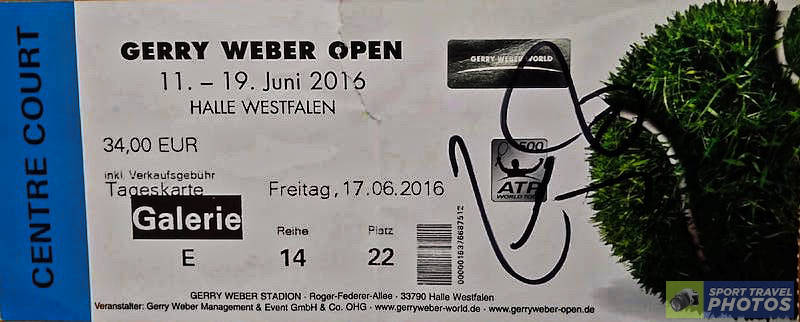 CENTRE COURT
GERRY WEBER OPEN
11. – 19. Juni 2016
HALLE WESTFALEN
GERRY WEBER WORLD
34,00 EUR
inkl. Verkaufsgebühr
Tageskarte Freitag, 17.06.2016
500
ATP
WORLD TOUR
Galerie Reihe Platz
E 14 22
GERRY WEBER STADION - Roger-Federer-Allee - 33790 Halle Westfalen
Veranstalter: Gerry Weber Management & Event GmbH & Co. OHG - www.gerryweber-world.de - www.gerryweber-open.de
SPORT TRAVEL
PHOTOS